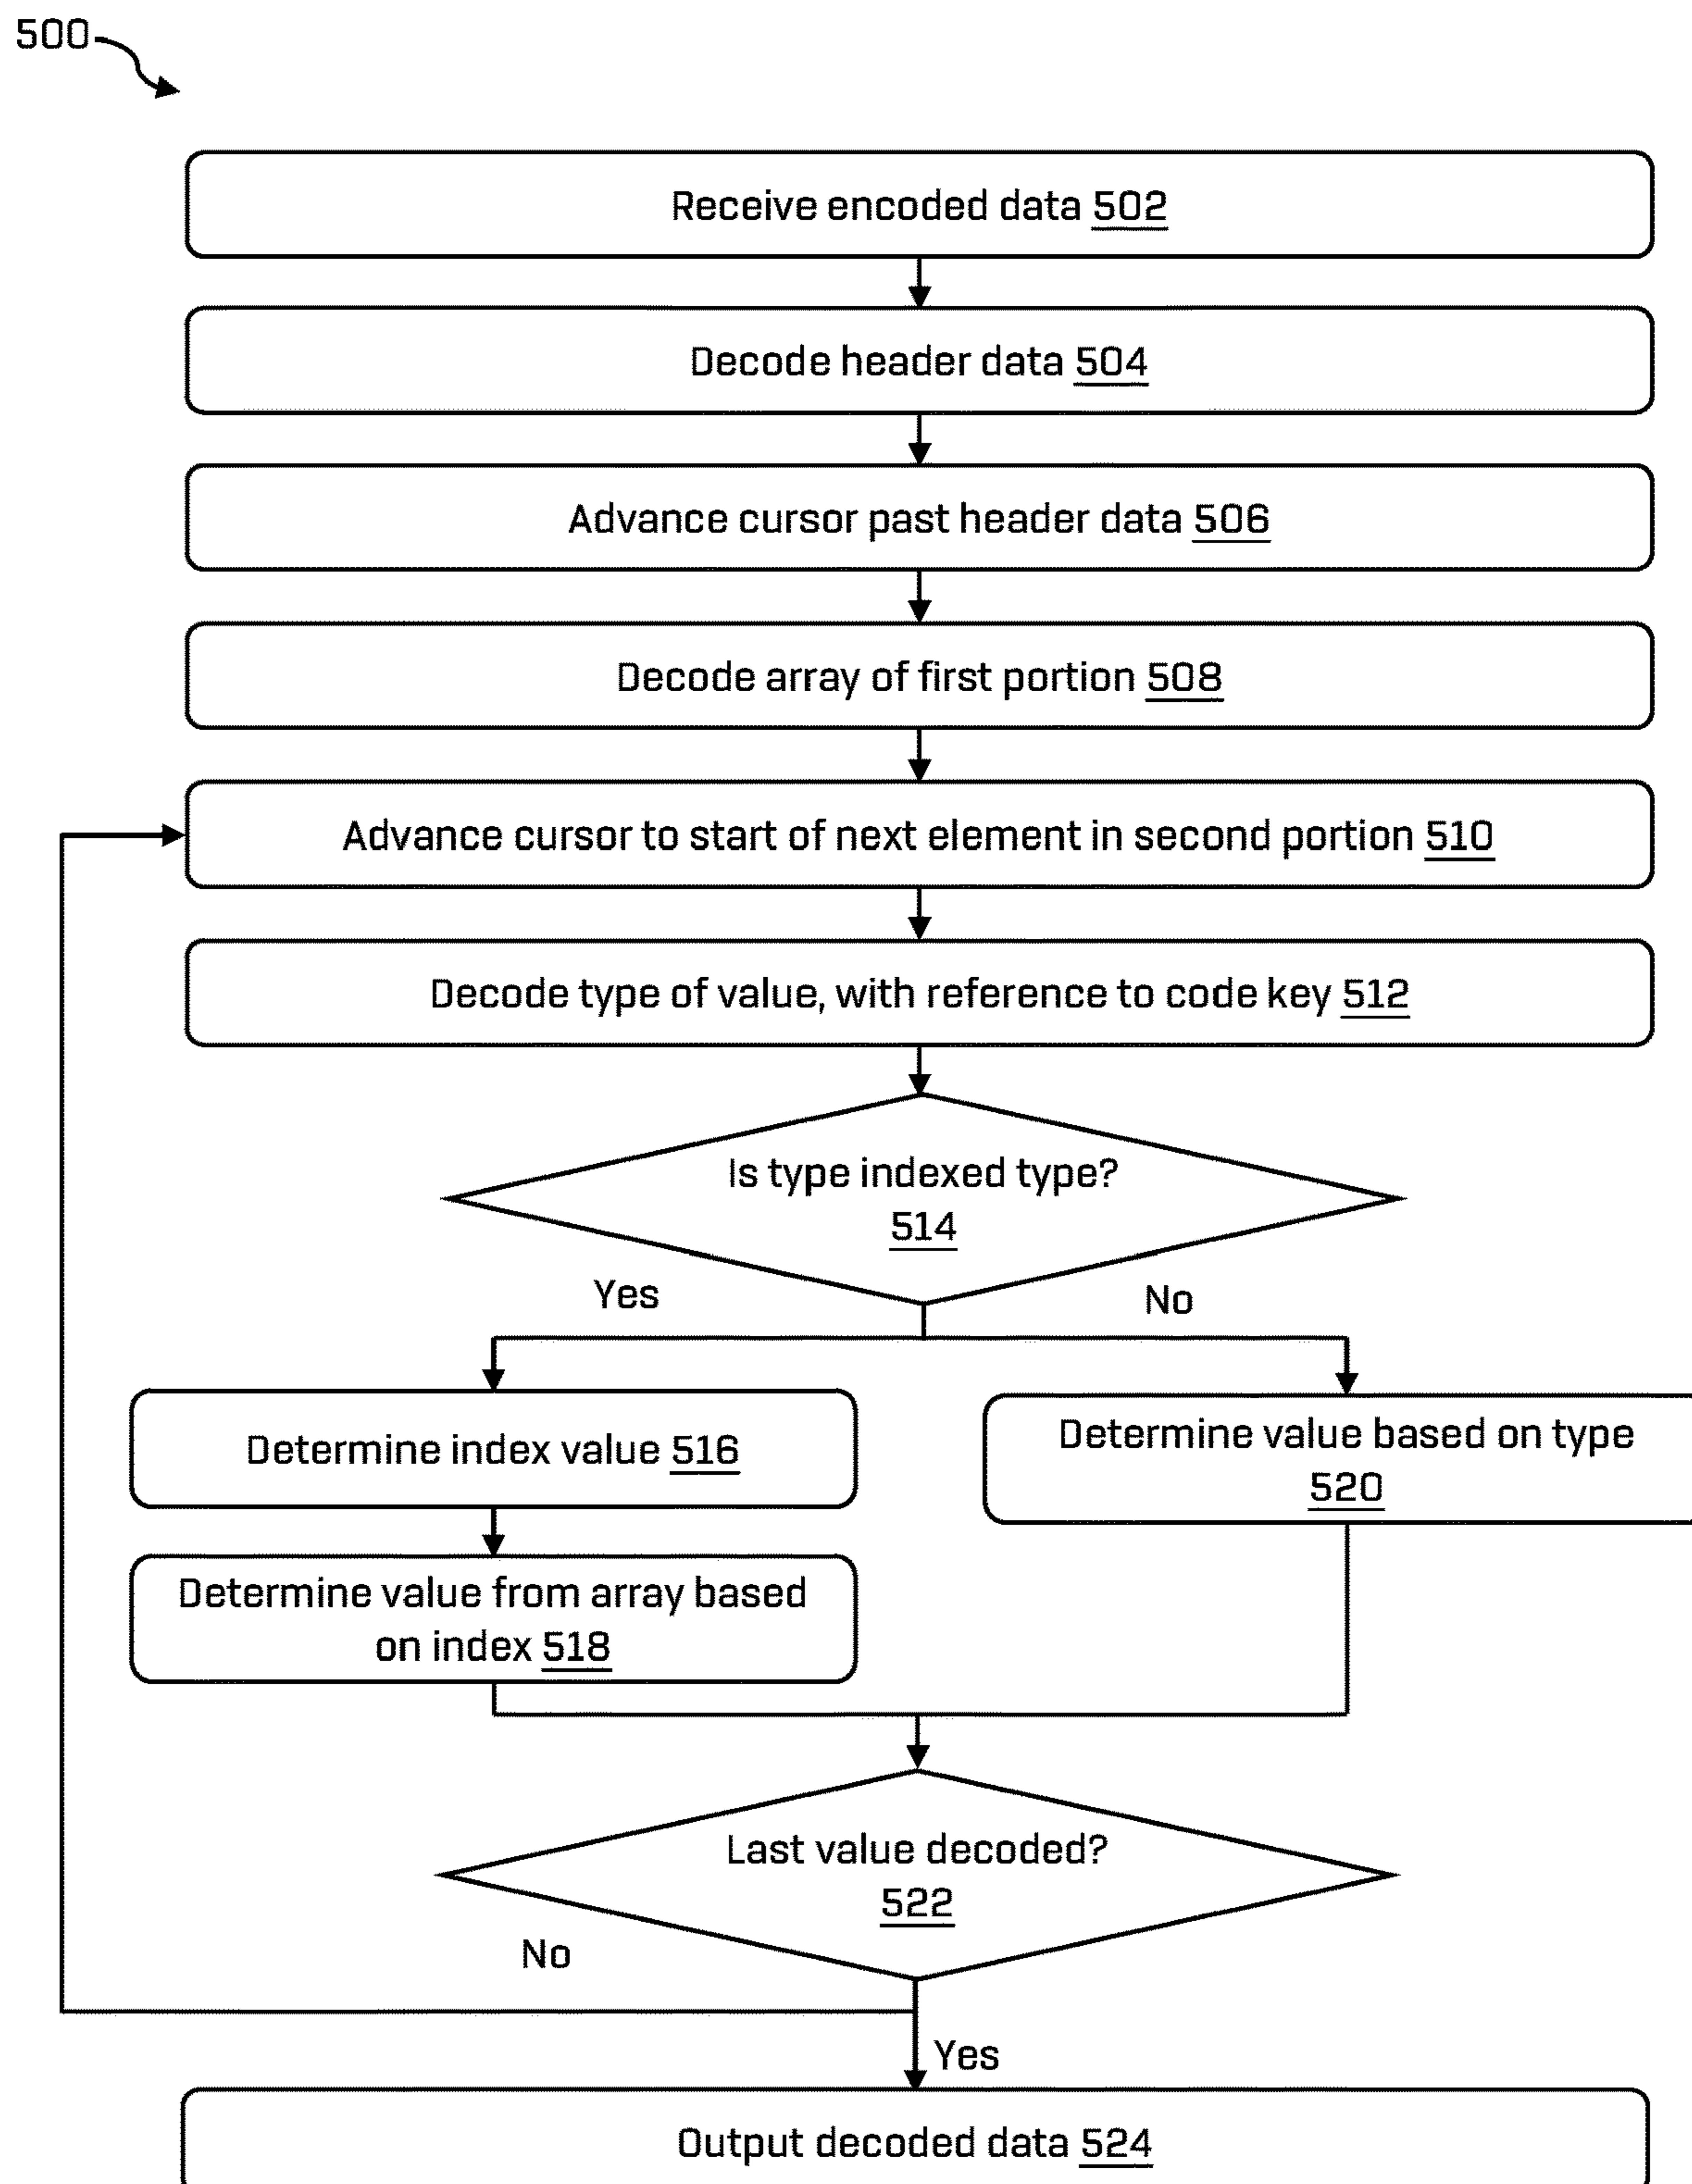 500
Receive encoded data 502
Decode header data 504
Advance cursor past header data 506
Decode array of first portion 508
Advance cursor to start of next element in second portion 510
Decode type of value, with reference to code key 512
Is type indexed type?
514
Yes
No
Determine index value 516
Determine value based on type
520
Determine value from array based
on index 518
Last value decoded?
522
No
Yes
Output decoded data 524